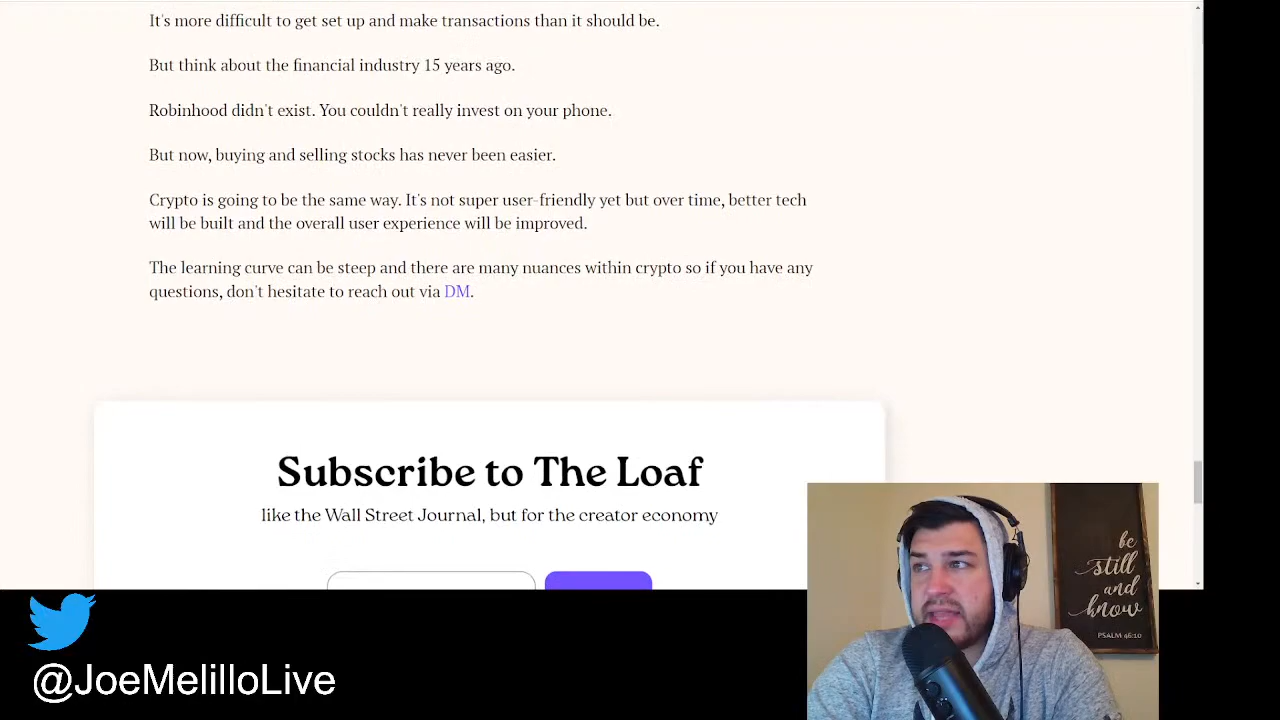 It's more difficult to get set up and make transactions than it should be.
But think about the financial industry 15 years ago.
Robinhood didn't exist. You couldn't really invest on your phone.
But now, buying and selling stocks has never been easier.
Crypto is going to be the same way. It's not super user-friendly yet but over time, better tech
will be built and the overall user experience will be improved.
The learning curve can be steep and there are many nuances within crypto so if you have any
questions, don't hesitate to reach out via DM.
Subscribe to The Loaf
like the Wall Street Journal, but for the creator economy
be
still
and
know
PSALM 46:10
@JoeMelilloLive